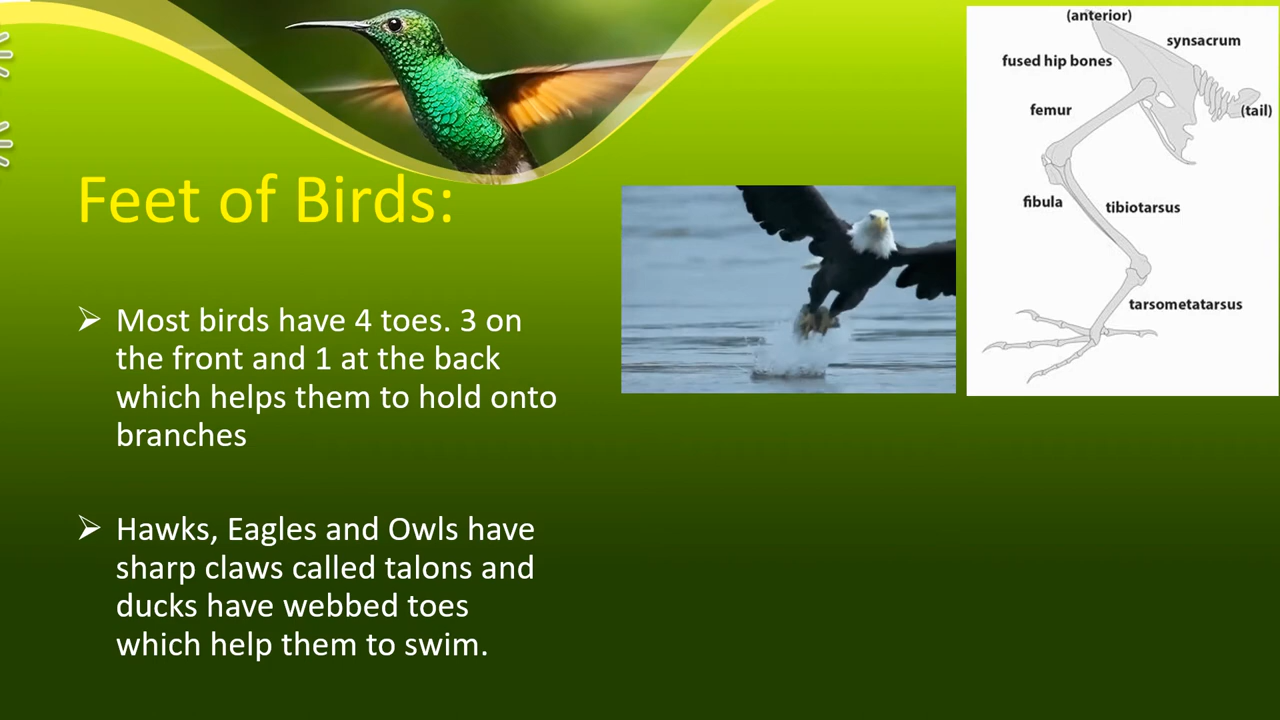 Feet of Birds:
Most birds have 4 toes. 3 on
the front and 1 at the back
which helps them to hold onto
branches
Hawks, Eagles and Owls have
sharp claws called talons and
ducks have webbed toes
which help them to swim.
(anterior)
synsacrum
fused hip bones
femur
(tail)
fibula
tibiotarsus
tarsometatarsus